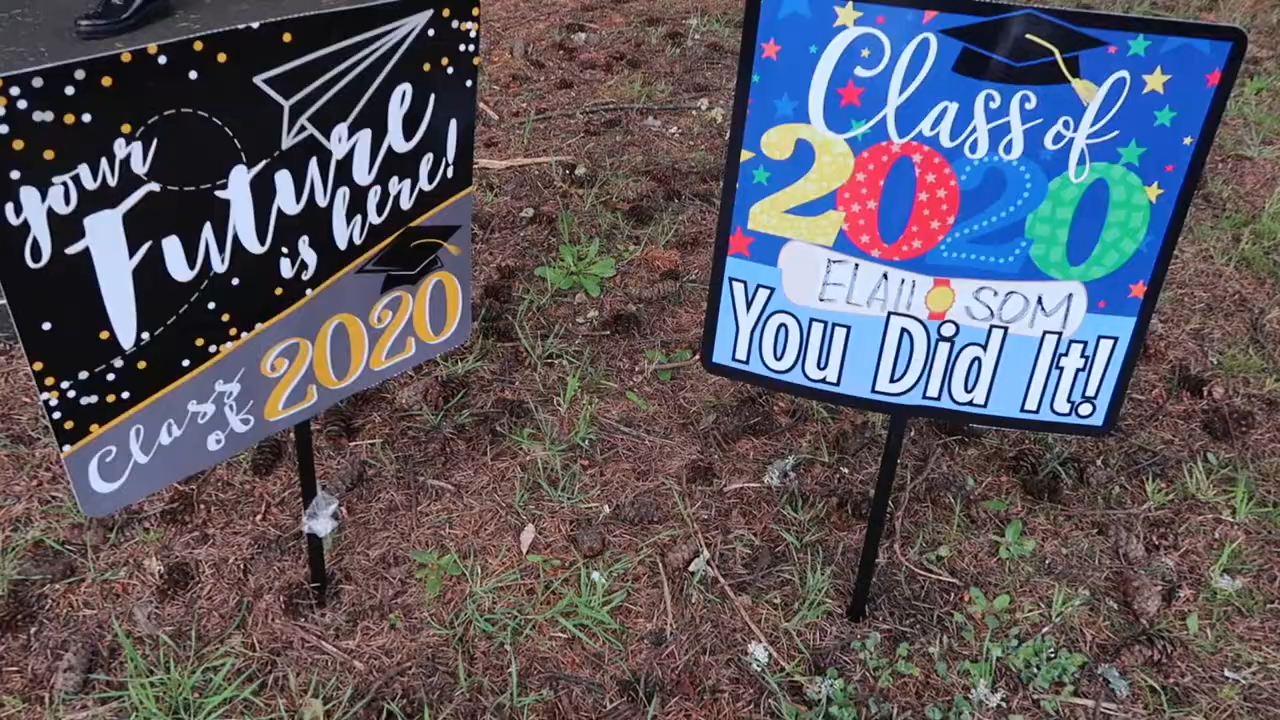 your
Future
is here!
Class
of 2020
Class of
2020
ELAII SOM
You Did It!